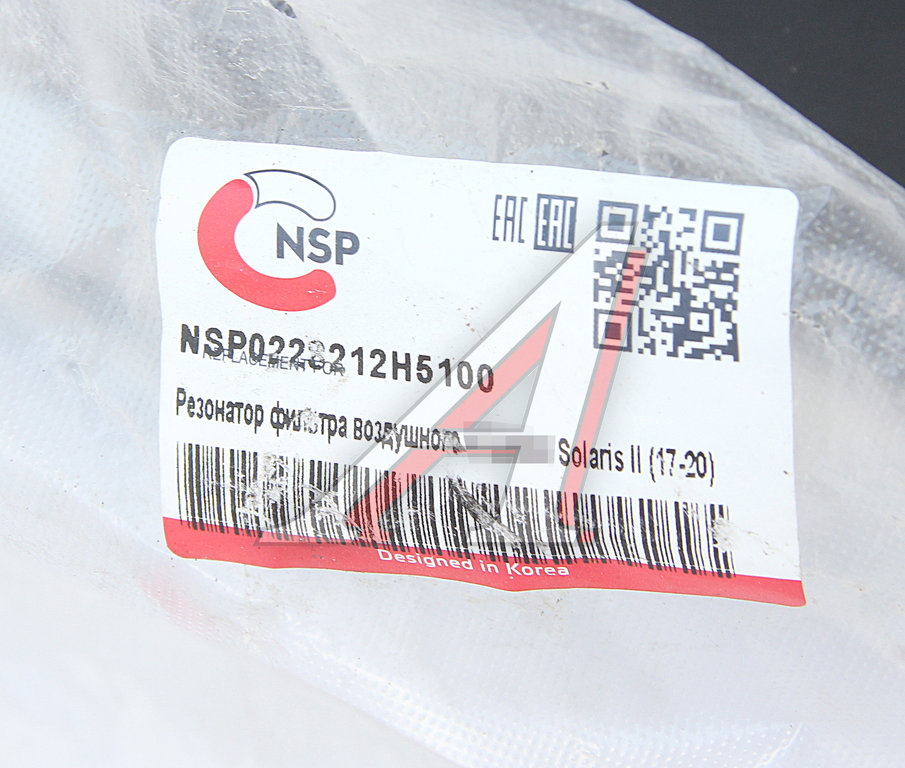 NSP
EAC EAC
NSP0228212H5100
REPLACEMENT FOR
Резонатор фильтра воздушного Solaris II (17-20)
Designed in Korea